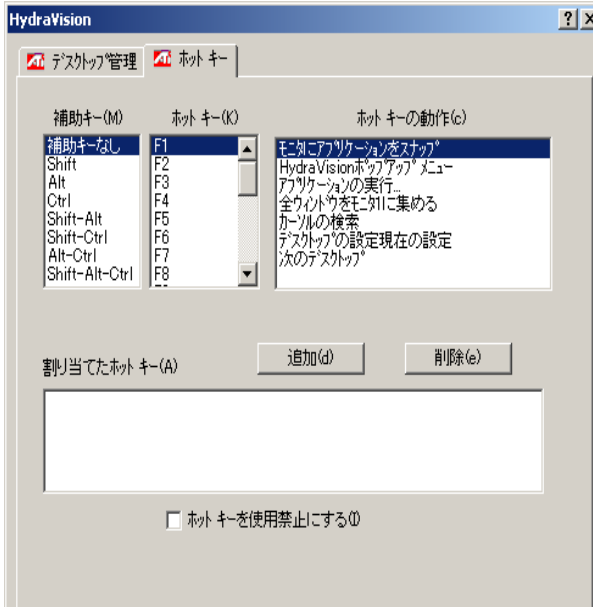 HydraVision
デスクトップ管理
ホット キー
補助キー(M)
ホット キー(K)
ホット キーの動作(c)
補助キーなし
Shift
Alt
Ctrl
Shift-Alt
Shift-Ctrl
Alt-Ctrl
Shift-Alt-Ctrl
F1
F2
F3
F4
F5
F6
F7
F8
モニタにアプリケーションをスナップ
HydraVisionポップアップ メニュー
アプリケーションの実行...
全ウィンドウをモニタ1に集める
カーソルの検索
デスクトップの設定現在の設定
次のデスクトップ
追加(d)
削除(e)
割り当てたホット キー(A)
ホット キーを使用禁止にする(I)